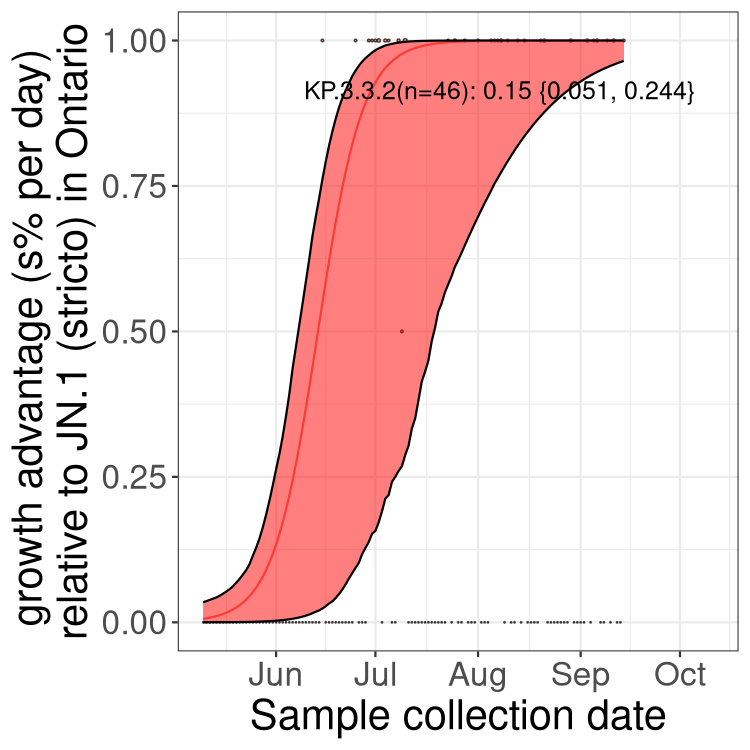 growth advantage (s% per day)
relative to JN.1 (stricto) in Ontario
1.00
0.75
0.50
0.25
0.00
KP.3.3.2(n=46): 0.15 {0.051, 0.244}
Jun Jul Aug Sep Oct
Sample collection date